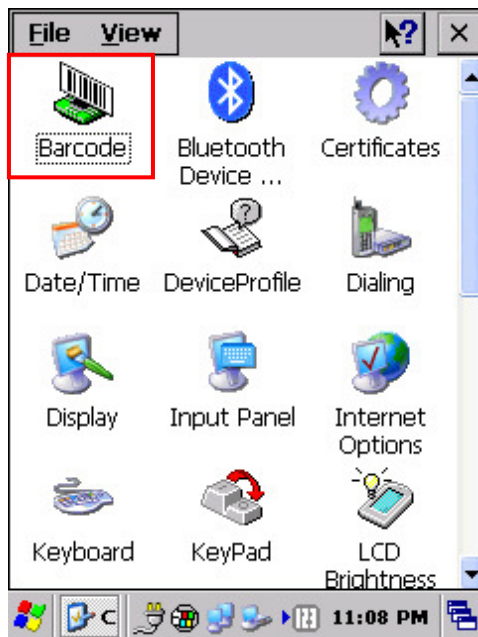 File View ?
Barcode Bluetooth Device ... Certificates
Date/Time DeviceProfile Dialing
Display Input Panel Internet Options
Keyboard KeyPad LCD Brightness
C 11:08 PM